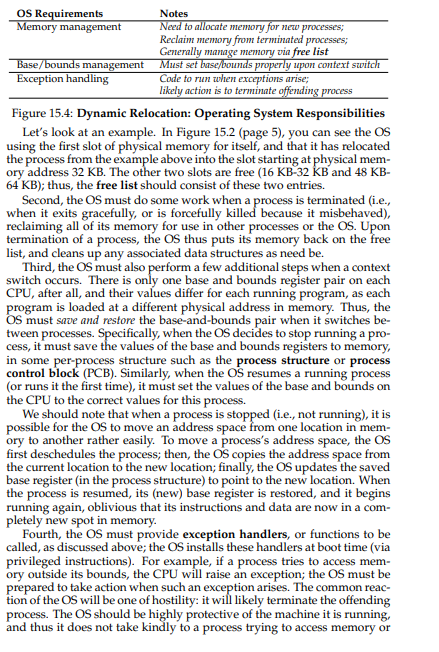 OS Requirements Notes
Memory management Need to allocate memory for new processes;
Reclaim memory from terminated processes;
Generally manage memory via free list
Base/bounds management Must set base/bounds properly upon context switch
Exception handling Code to run when exceptions arise;
likely action is to terminate offending process
Figure 15.4: Dynamic Relocation: Operating System Responsibilities
Let's look at an example. In Figure 15.2 (page 5), you can see the OS
using the first slot of physical memory for itself, and that it has relocated
the process from the example above into the slot starting at physical mem-
ory address 32 KB. The other two slots are free (16 KB-32 KB and 48 KB-
64 KB); thus, the free list should consist of these two entries.
Second, the OS must do some work when a process is terminated (i.e.,
when it exits gracefully, or is forcefully killed because it misbehaved),
reclaiming all of its memory for use in other processes or the OS. Upon
termination of a process, the OS thus puts its memory back on the free
list, and cleans up any associated data structures as need be.
Third, the OS must also perform a few additional steps when a context
switch occurs. There is only one base and bounds register pair on each
CPU, after all, and their values differ for each running program, as each
program is loaded at a different physical address in memory. Thus, the
OS must save and restore the base-and-bounds pair when it switches be-
tween processes. Specifically, when the OS decides to stop running a pro-
cess, it must save the values of the base and bounds registers to memory,
in some per-process structure such as the process structure or process
control block (PCB). Similarly, when the OS resumes a running process
(or runs it the first time), it must set the values of the base and bounds on
the CPU to the correct values for this process.
We should note that when a process is stopped (i.e., not running), it is
possible for the OS to move an address space from one location in mem-
ory to another rather easily. To move a process's address space, the OS
first deschedules the process; then, the OS copies the address space from
the current location to the new location; finally, the OS updates the saved
base register (in the process structure) to point to the new location. When
the process is resumed, its (new) base register is restored, and it begins
running again, oblivious that its instructions and data are now in a com-
pletely new spot in memory.
Fourth, the OS must provide exception handlers, or functions to be
called, as discussed above; the OS installs these handlers at boot time (via
privileged instructions). For example, if a process tries to access mem-
ory outside its bounds, the CPU will raise an exception; the OS must be
prepared to take action when such an exception arises. The common reac-
tion of the OS will be one of hostility: it will likely terminate the offending
process. The OS should be highly protective of the machine it is running,
and thus it does not take kindly to a process trying to access memory or